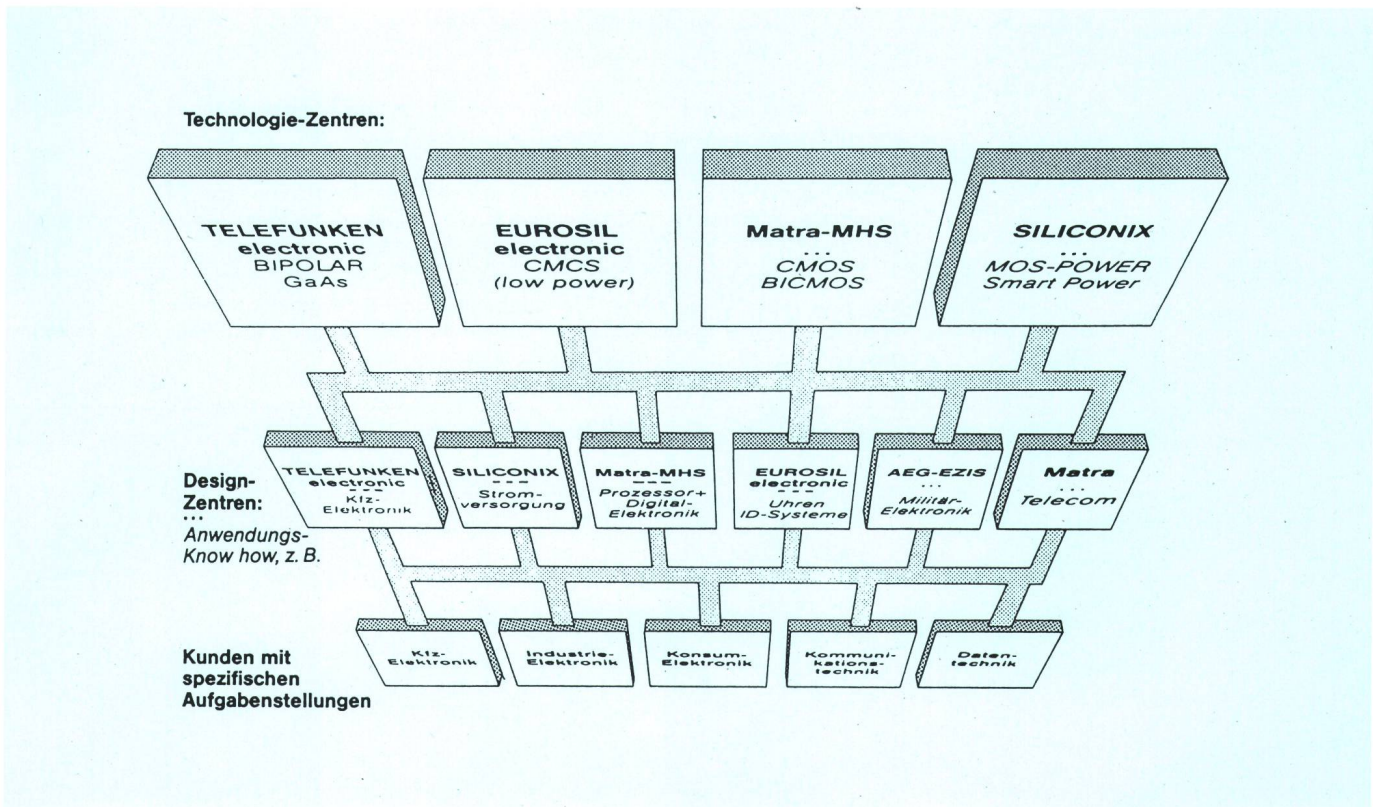 Technologie-Zentren:
TELEFUNKEN
electronic
BIPOLAR
GaAs
EUROSIL
electronic
CMCS
(low power)
Matra-MHS
...
CMOS
BICMOS
SILICONIX
...
MOS-POWER
Smart Power
Design-
Zentren:
...
Anwendungs-
Know how, z. B.
TELEFUNKEN
electronic
---
Kfz-
Elektronik
SILICONIX
---
Strom-
versorgung
Matra-MHS
---
Prozessor+
Digital-
Elektronik
EUROSIL
electronic
---
Uhren
ID-Systeme
AEG-EZIS
...
Militär-
Elektronik
Matra
...
Telecom
Kunden mit
spezifischen
Aufgabenstellungen
Kfz-
Elektronik
Industrie-
Elektronik
Konsum-
Elektronik
Kommuni-
kations-
technik
Daten-
technik